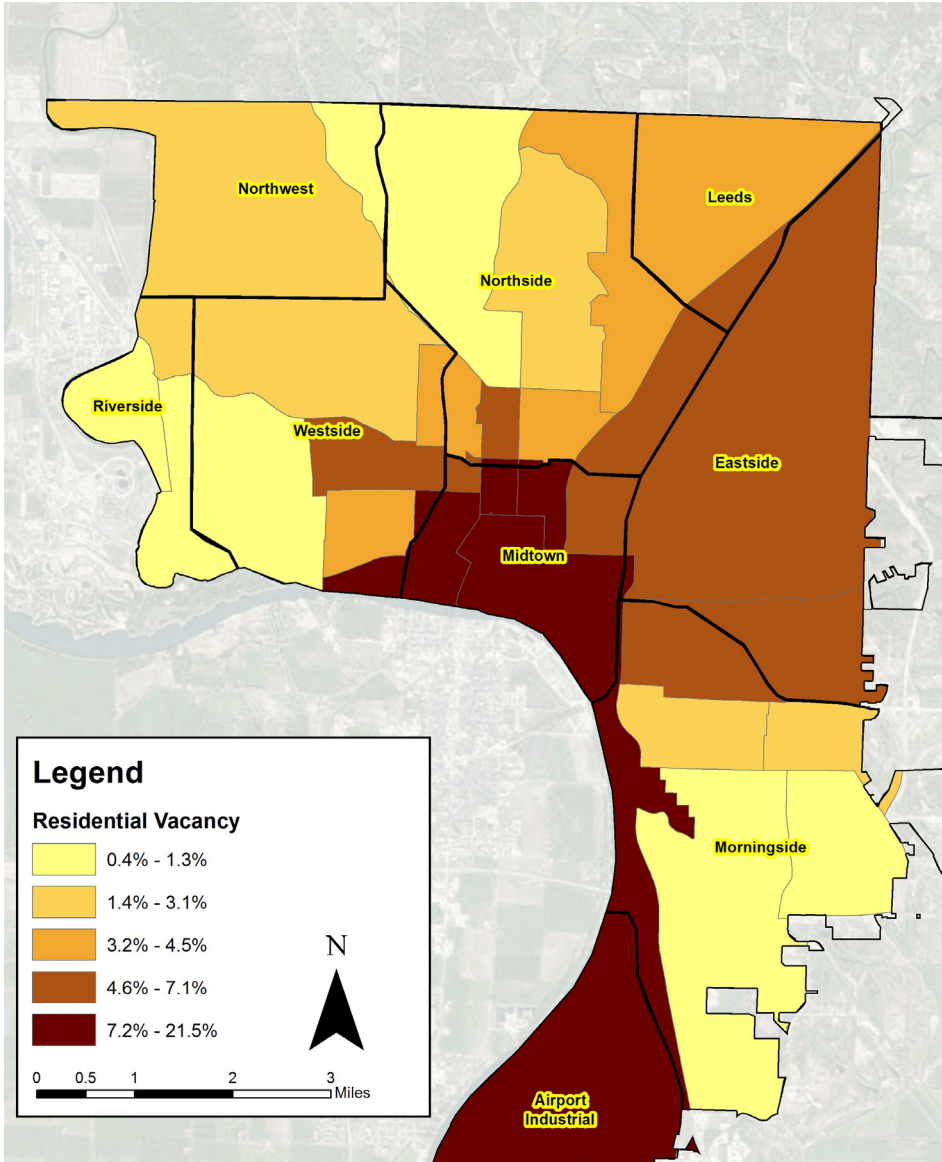 Northwest
Leeds
Northside
Riverside
Westside
Eastside
Midtown
Morningside
Airport
Industrial
Legend
Residential Vacancy
0.4% - 1.3%
1.4% - 3.1%
3.2% - 4.5%
4.6% - 7.1%
7.2% - 21.5%
N
0 0.5 1 2 3
Miles